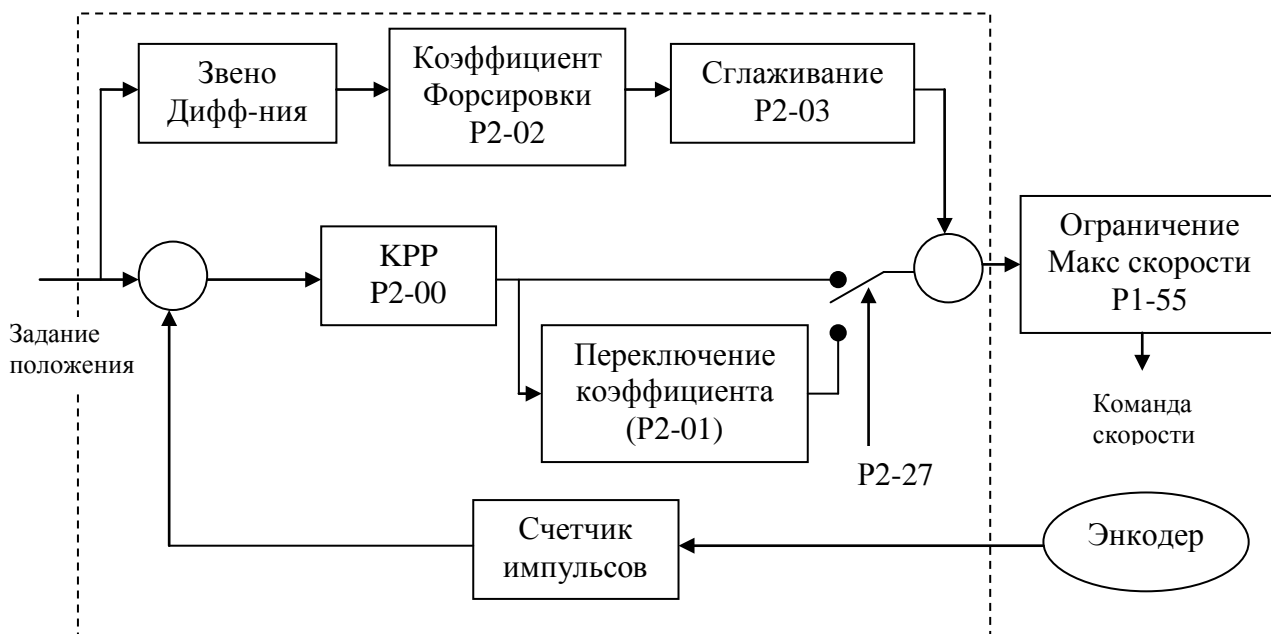 Звено
Дифф-ния
Коэффициент
Форсировки
P2-02
Сглаживание
P2-03
Ограничение
Макс скорости
P1-55
KPP
P2-00
Задание
положения
Переключение
коэффициента
(P2-01)
Команда
скорости
P2-27
Счетчик
импульсов
Энкодер